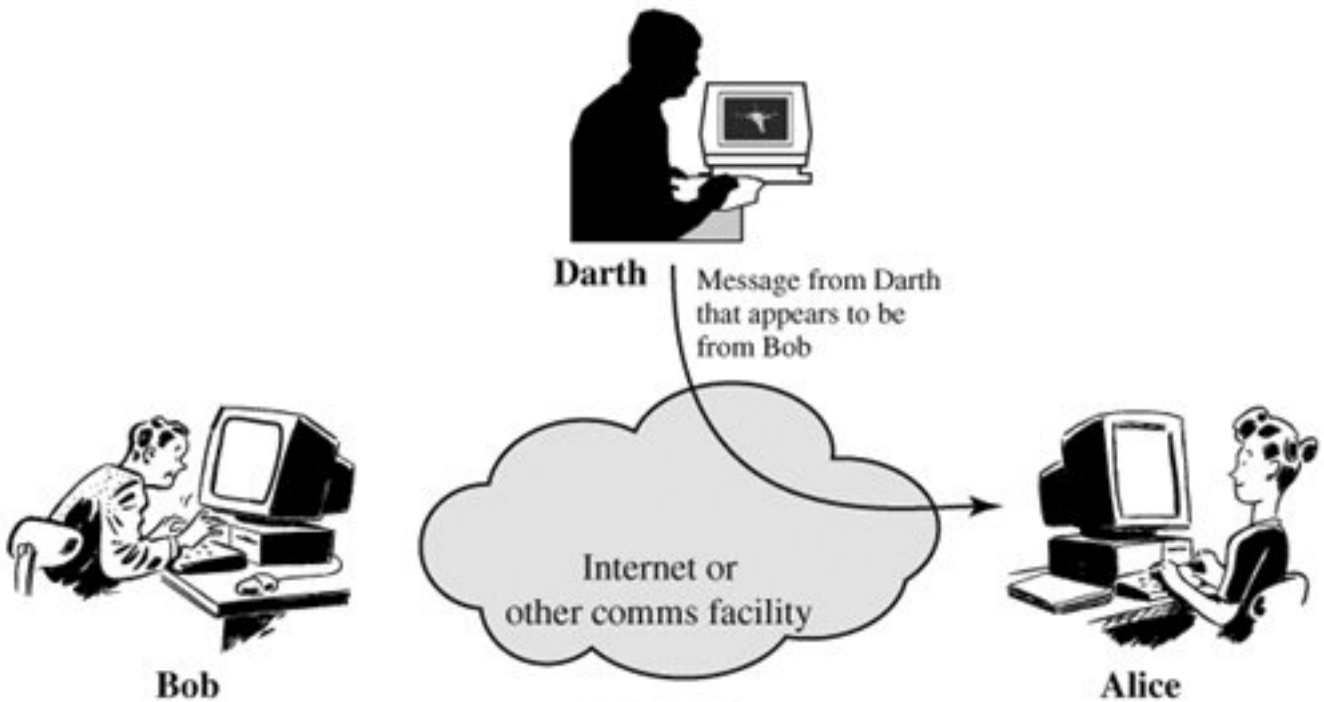 Darth
Message from Darth
that appears to be
from Bob
Internet or
other comms facility
Bob
Alice